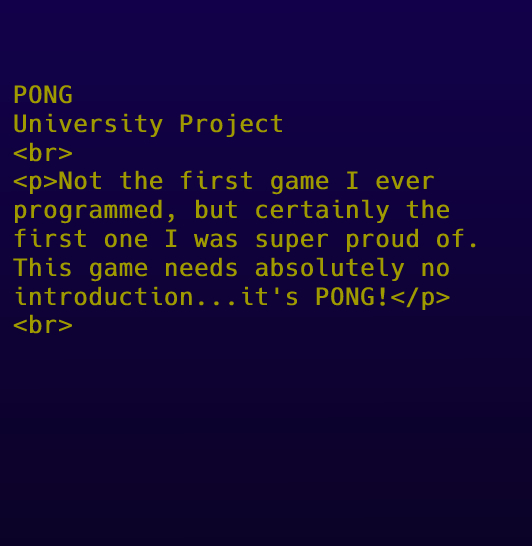 PONG
University Project
<br>
<p>Not the first game I ever
programmed, but certainly the
first one I was super proud of.
This game needs absolutely no
introduction...it's PONG!</p>
<br>